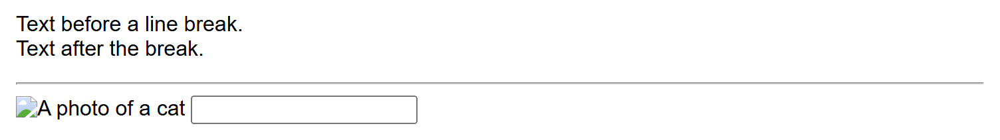 Text before a line break.
Text after the break.
A photo of a cat